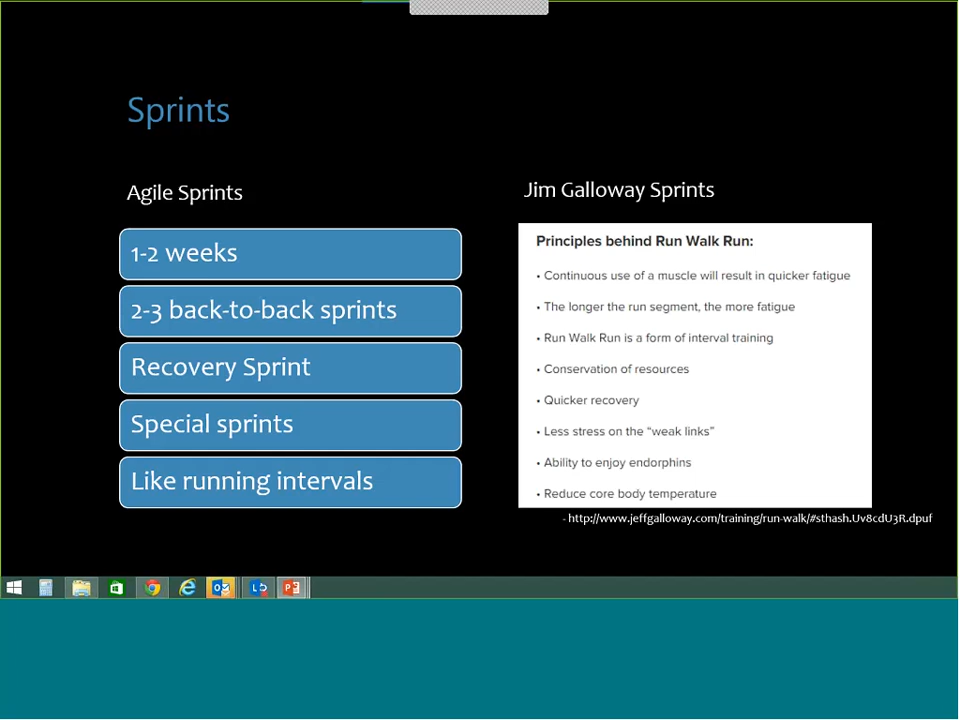 Sprints
Agile Sprints
1-2 weeks
2-3 back-to-back sprints
Recovery Sprint
Special sprints
Like running intervals
Jim Galloway Sprints
Principles behind Run Walk Run:
• Continuous use of a muscle will result in quicker fatigue
• The longer the run segment, the more fatigue
• Run Walk Run is a form of interval training
• Conservation of resources
• Quicker recovery
• Less stress on the “weak links”
• Ability to enjoy endorphins
• Reduce core body temperature
- http://www.jeffgalloway.com/training/run-walk/#sthash.Uv8cdU3R.dpuf